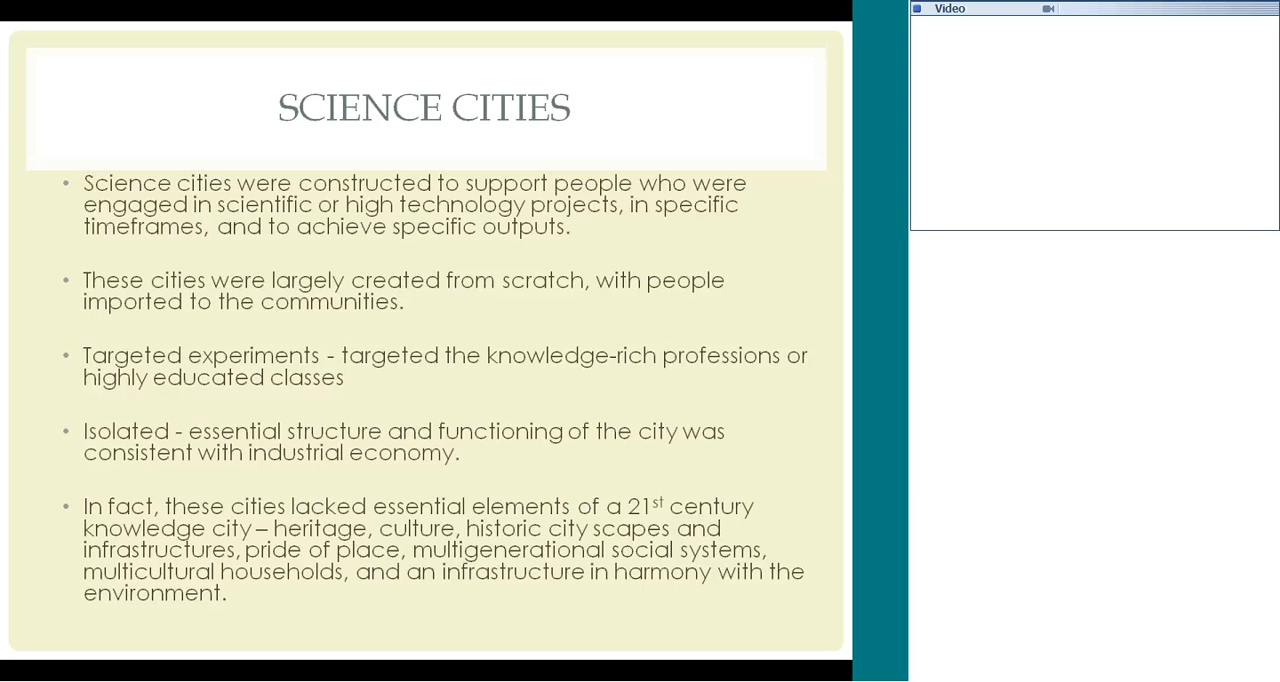 Video
SCIENCE CITIES
• Science cities were constructed to support people who were
engaged in scientific or high technology projects, in specific
timeframes, and to achieve specific outputs.
• These cities were largely created from scratch, with people
imported to the communities.
• Targeted experiments - targeted the knowledge-rich professions or
highly educated classes
• Isolated - essential structure and functioning of the city was
consistent with industrial economy.
• In fact, these cities lacked essential elements of a 21st century
knowledge city – heritage, culture, historic city scapes and
infrastructures, pride of place, multigenerational social systems,
multicultural households, and an infrastructure in harmony with the
environment.